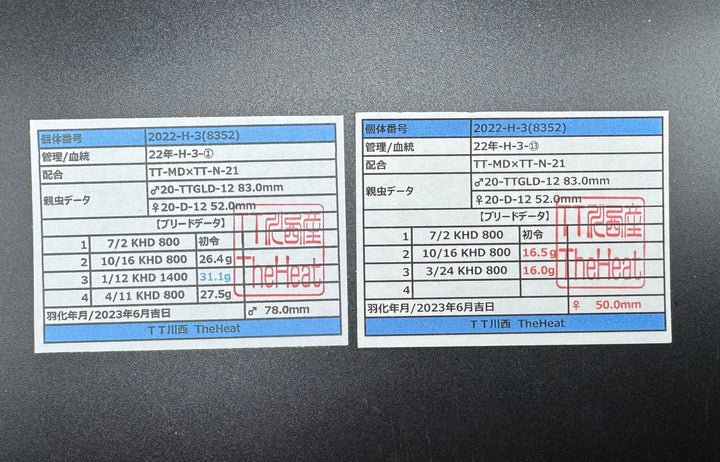 個体番号 2022-H-3(8352)
管理/血統 22年-H-3-①
配合 TT-MD×TT-N-21
親虫データ ♂20-TTGLD-12 83.0mm
♀20-D-12 52.0mm
【ブリードデータ】
1 7/2 KHD 800 初令
2 10/16 KHD 800 26.4g
3 1/12 KHD 1400 31.1g
4 4/11 KHD 800 27.5g
羽化年月/2023年6月吉日 ♂ 78.0mm
TT川西 TheHeat
TT川西産
TheHeat
個体番号 2022-H-3(8352)
管理/血統 22年-H-3-⑬
配合 TT-MD×TT-N-21
親虫データ ♂20-TTGLD-12 83.0mm
♀20-D-12 52.0mm
【ブリードデータ】
1 7/2 KHD 800 初令
2 10/16 KHD 800 16.5g
3 3/24 KHD 800 16.0g
4
羽化年月/2023年6月吉日 ♀ 50.0mm
TT川西 TheHeat
TT川西産
TheHeat